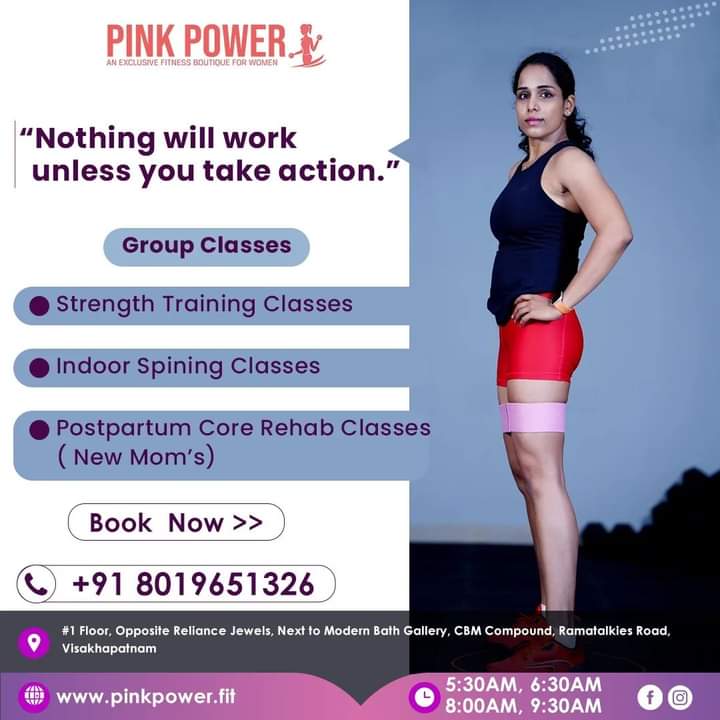 PINK POWER
AN EXCLUSIVE FITNESS BOUTIQUE FOR WOMEN
“Nothing will work
unless you take action.”
Group Classes
Strength Training Classes
Indoor Spining Classes
Postpartum Core Rehab Classes
( New Mom’s)
Book Now >>
+91 8019651326
#1 Floor, Opposite Reliance Jewels, Next to Modern Bath Gallery, CBM Compound, Ramatalkies Road,
Visakhapatnam
www.pinkpower.fit
5:30AM, 6:30AM
8:00AM, 9:30AM